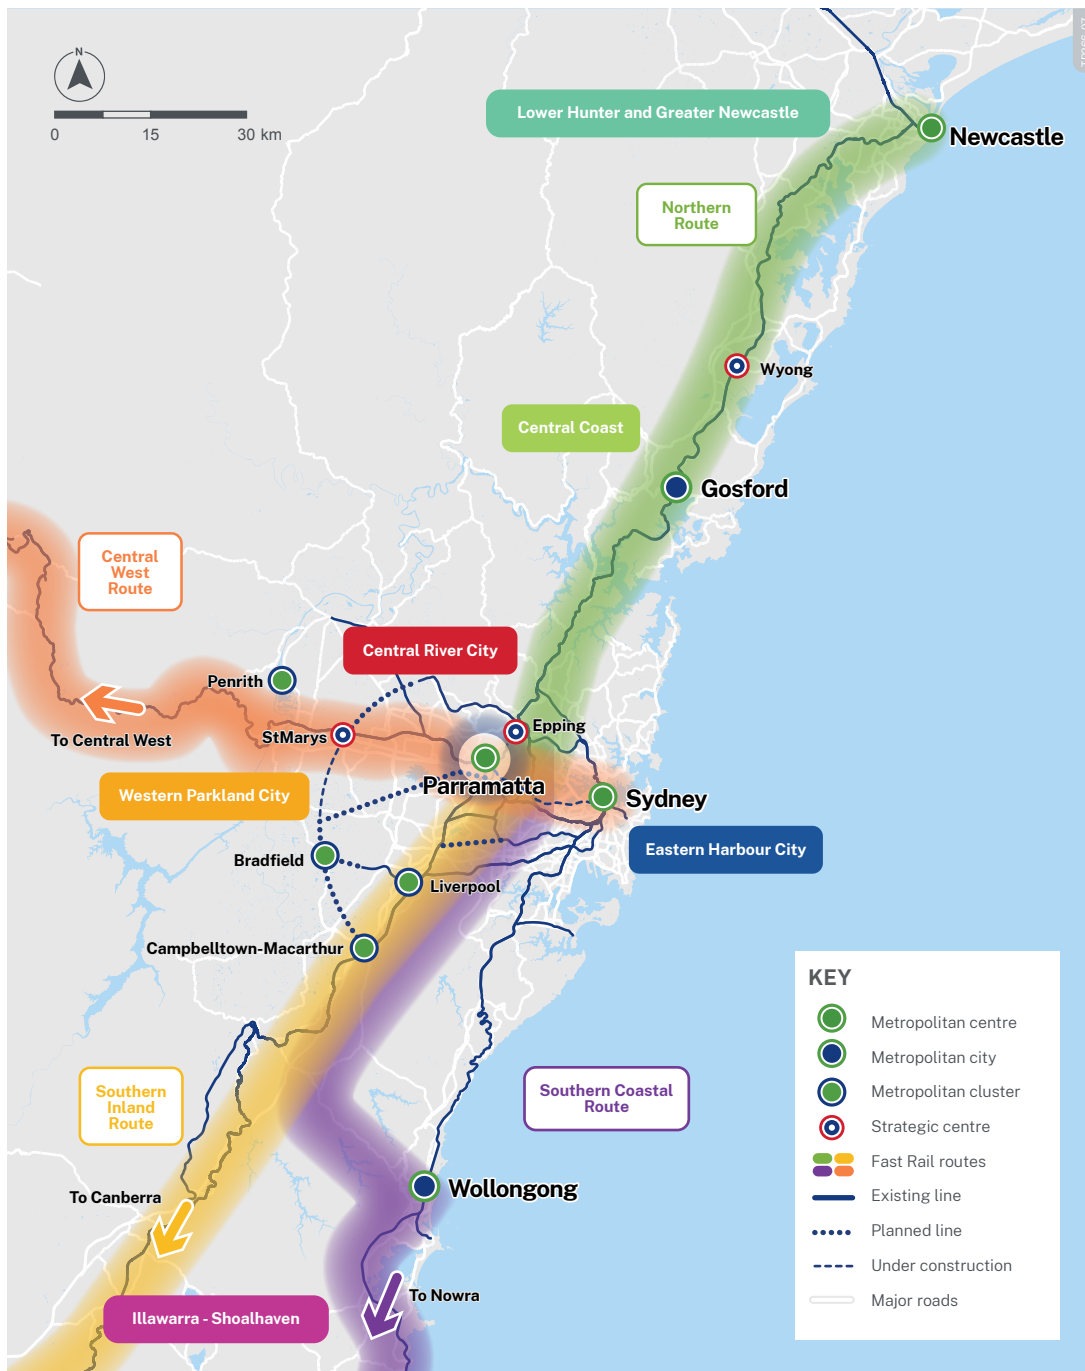 N
0 15 30 km
Lower Hunter and Greater Newcastle
Newcastle
Northern
Route
Wyong
Central Coast
Gosford
Central
West
Route
Central River City
Penrith
Epping
StMarys
To Central West
Parramatta
Western Parkland City
Sydney
Eastern Harbour City
Bradfield
Liverpool
Campbelltown-Macarthur
KEY
Metropolitan centre
Metropolitan city
Metropolitan cluster
Strategic centre
Fast Rail routes
Existing line
Planned line
Under construction
Major roads
Southern
Inland
Route
Southern Coastal
Route
To Canberra
Wollongong
To Nowra
Illawarra - Shoalhaven